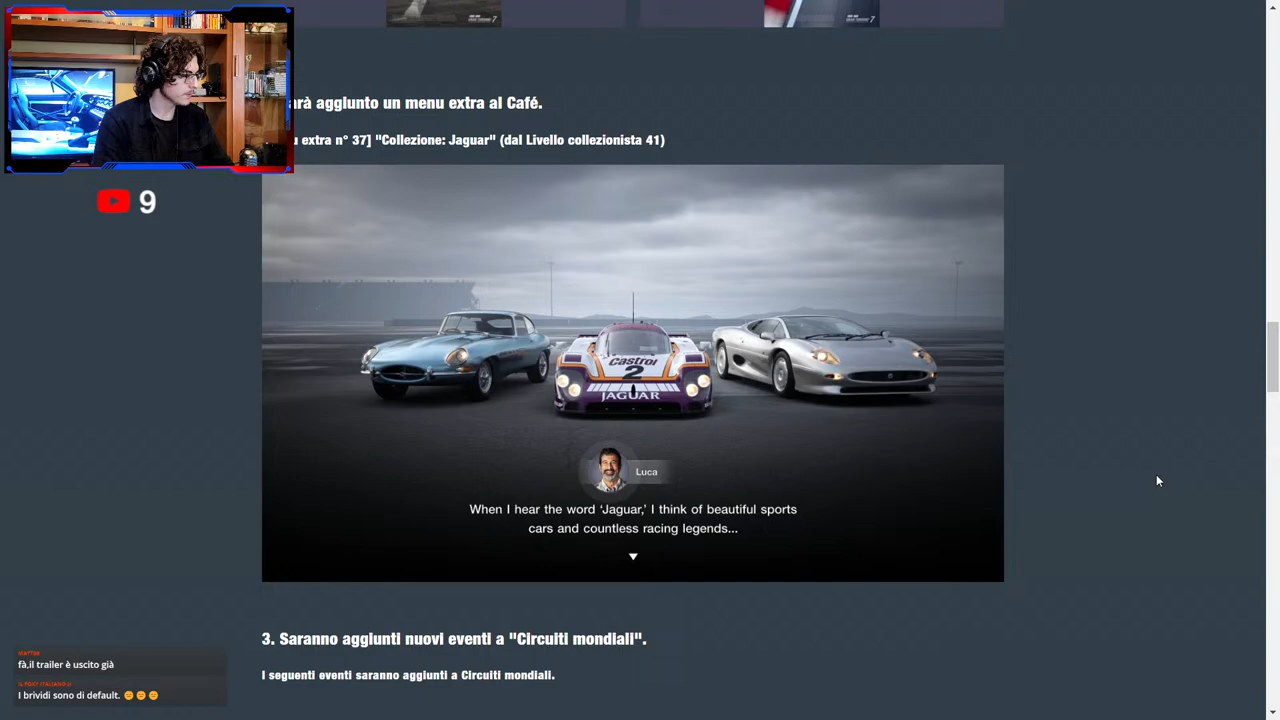 arà aggiunto un menu extra al Café.
u extra n° 37] "Collezione: Jaguar" (dal Livello collezionista 41)
9
Castrol
2
JAGUAR
Luca
When I hear the word 'Jaguar,' I think of beautiful sports
cars and countless racing legends...
3. Saranno aggiunti nuovi eventi a "Circuiti mondiali".
I seguenti eventi saranno aggiunti a Circuiti mondiali.
fà,il trailer è uscito già
I brividi sono di default. 😊😊😊